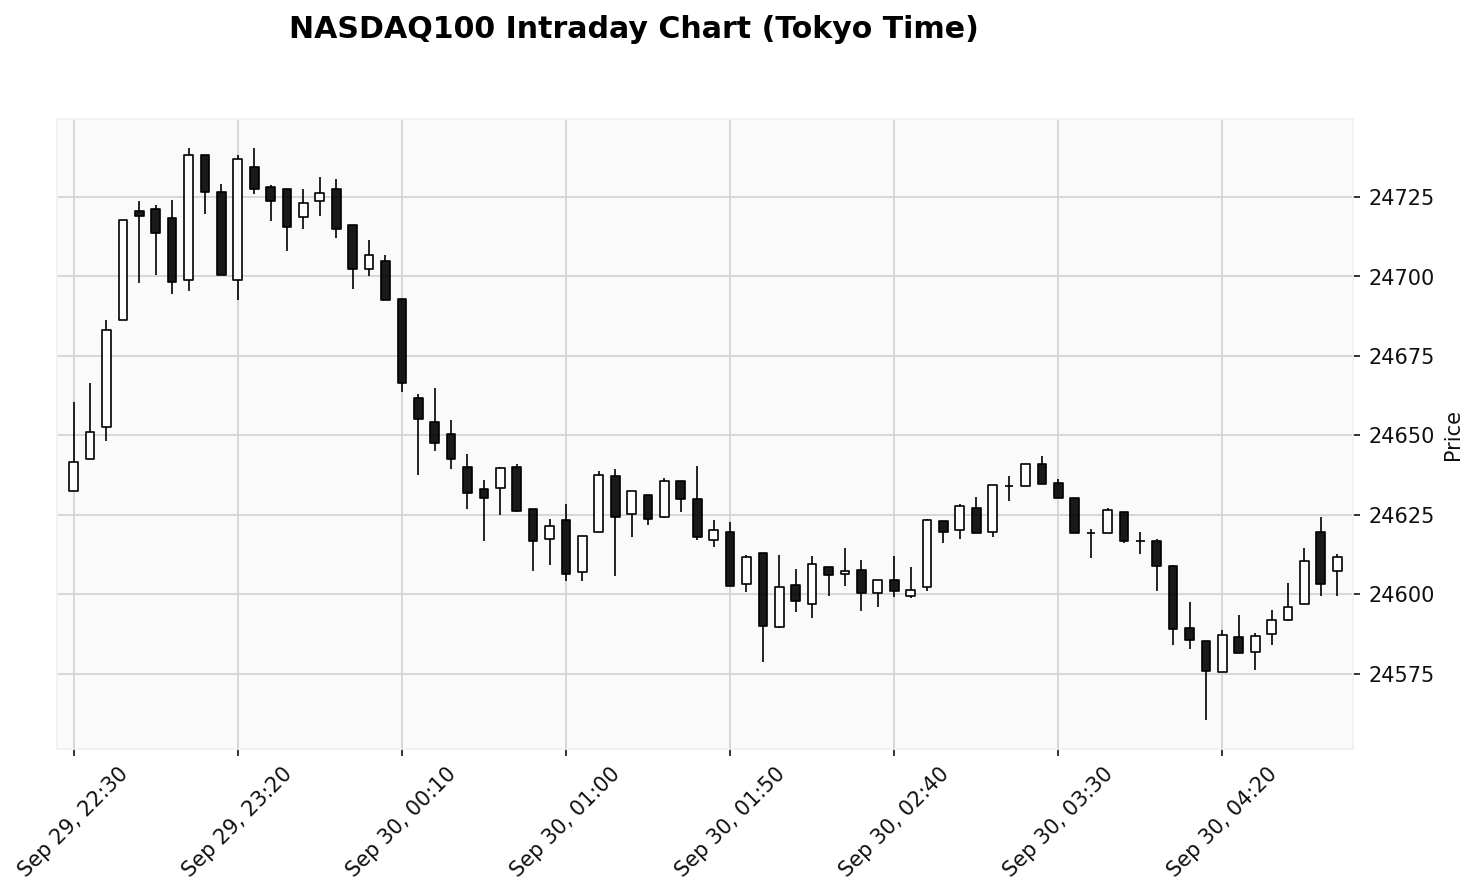 NASDAQ100 Intraday Chart (Tokyo Time)
24725
24700
24675
24650
24625
24600
24575
Price
Sep 29, 22:30
Sep 29, 23:20
Sep 30, 00:10
Sep 30, 01:00
Sep 30, 01:50
Sep 30, 02:40
Sep 30, 03:30
Sep 30, 04:20